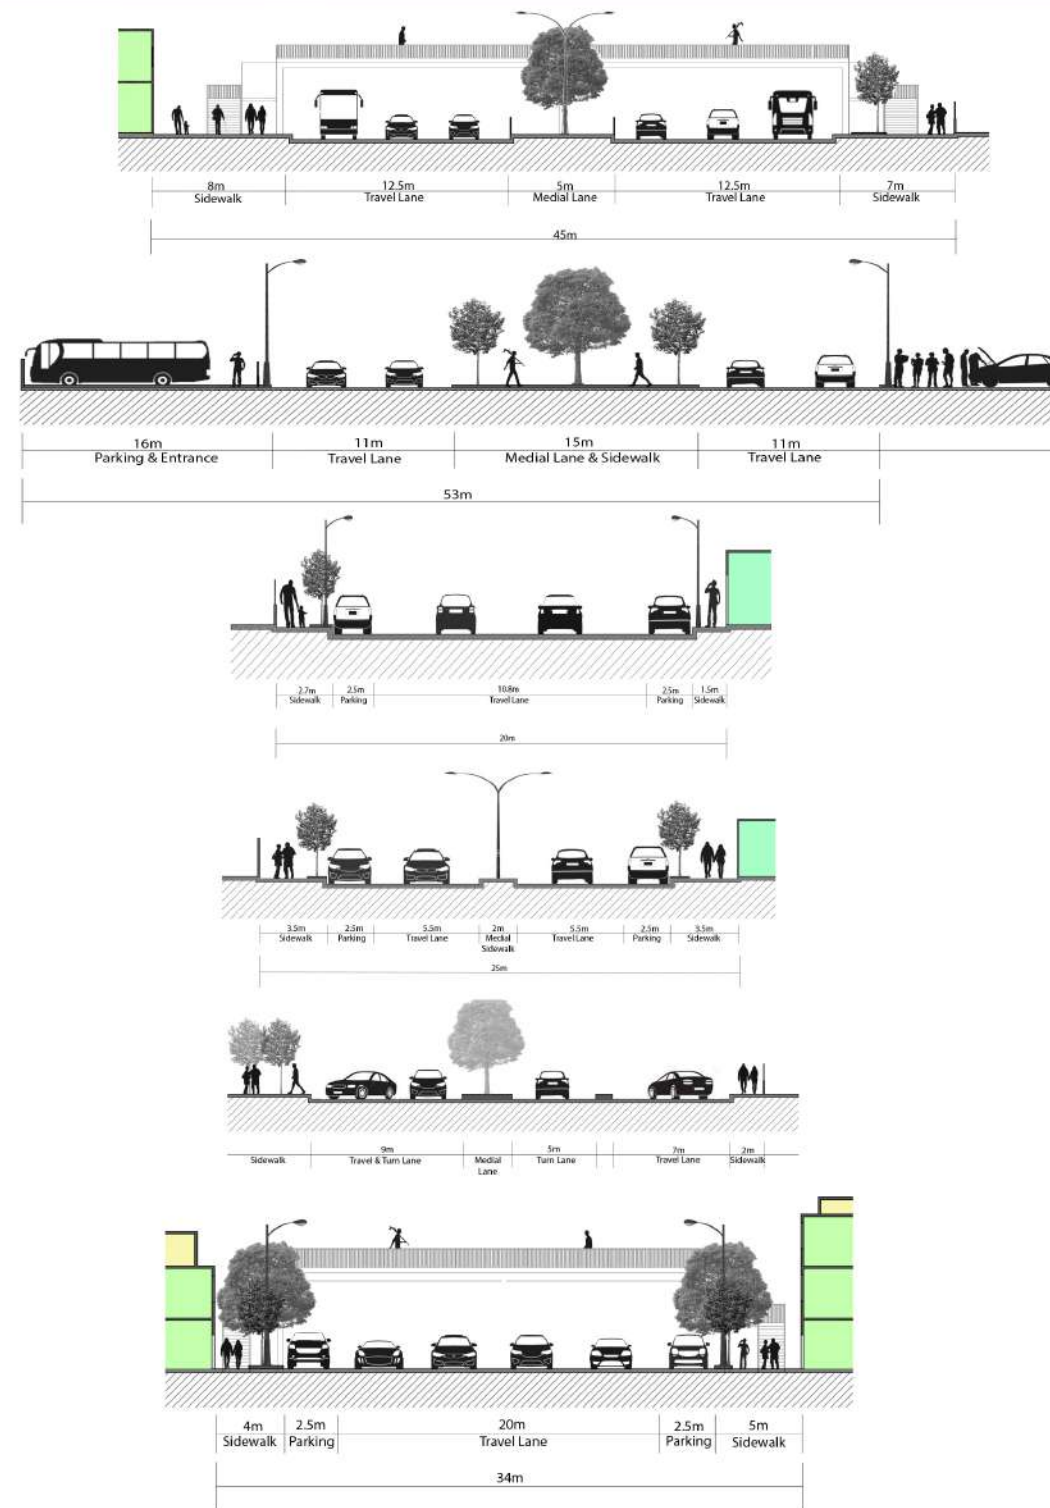 8m 12.5m 5m 12.5m 7m
Sidewalk Travel Lane Medial Lane Travel Lane Sidewalk
45m
16m 11m 15m 11m
Parking & Entrance Travel Lane Medial Lane & Sidewalk Travel Lane
53m
2.7m 2.5m 10.8m 2.5m 1.5m
Sidewalk Parking Travel Lane Parking Sidewalk
20m
3.5m 2.5m 5.5m 2m 5.5m 2.5m 3.5m
Sidewalk Parking Travel Lane Medial Travel Lane Parking Sidewalk
Sidewalk
25m
9m 5m 7m 2m
Sidewalk Travel & Turn Lane Medial Turn Lane Travel Lane Sidewalk
Lane
4m 2.5m 20m 2.5m 5m
Sidewalk Parking Travel Lane Parking Sidewalk
34m